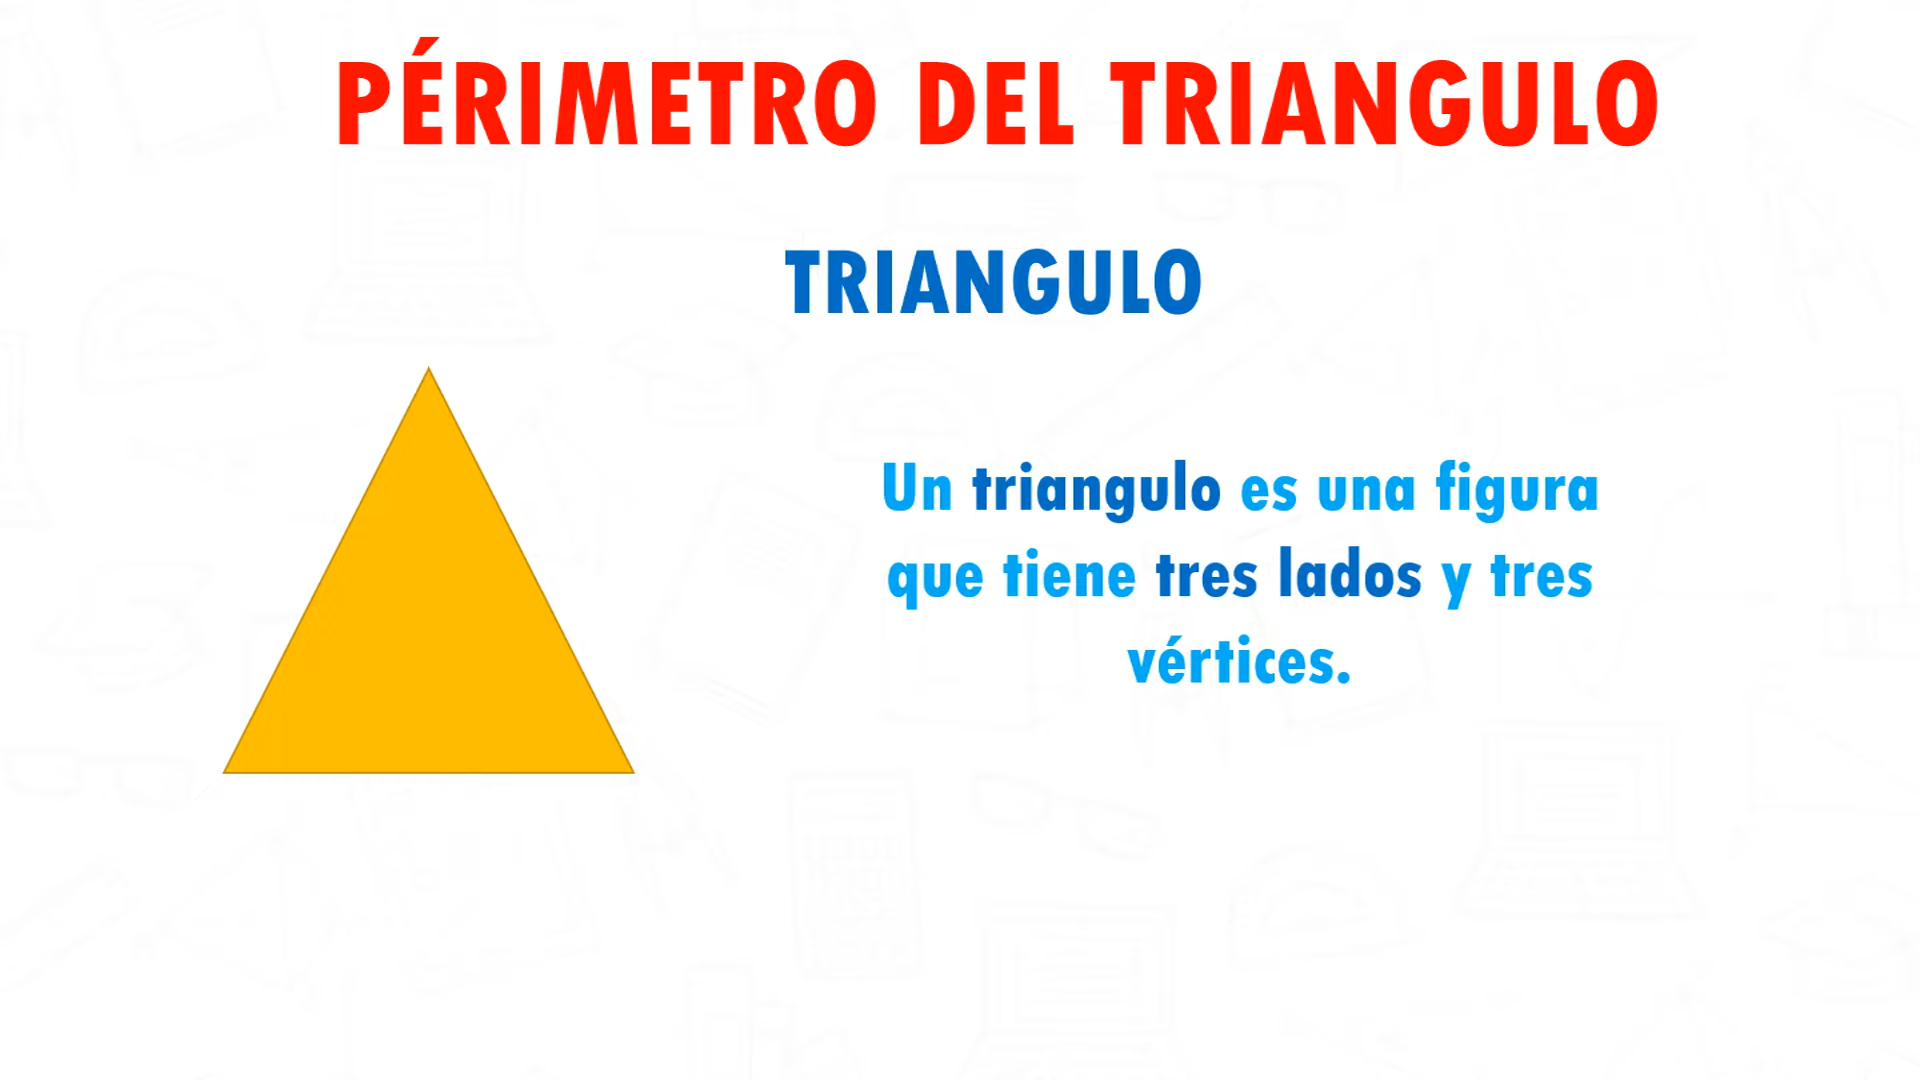 PÉRIMETRO DEL TRIANGULO
TRIANGULO
Un triangulo es una figura
que tiene tres lados y tres
vértices.